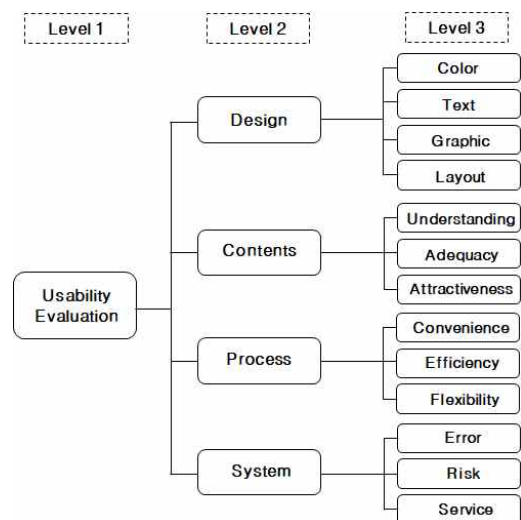 Level 1
Level 2
Level 3
Usability
Evaluation
Design
Color
Text
Graphic
Layout
Contents
Understanding
Adequacy
Attractiveness
Process
Convenience
Efficiency
Flexibility
System
Error
Risk
Service